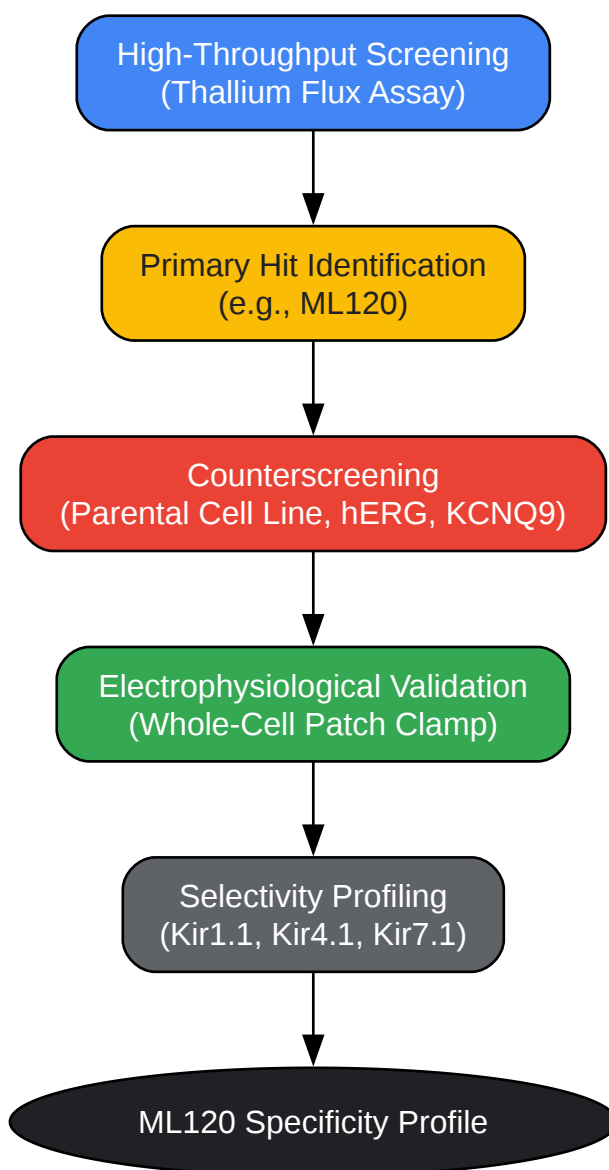 High-Throughput Screening
(Thallium Flux Assay)
Primary Hit Identification
(e.g., ML120)
Counterscreening
(Parental Cell Line, hERG, KCNQ9)
Electrophysiological Validation
(Whole-Cell Patch Clamp)
Selectivity Profiling
(Kir1.1, Kir4.1, Kir7.1)
ML120 Specificity Profile